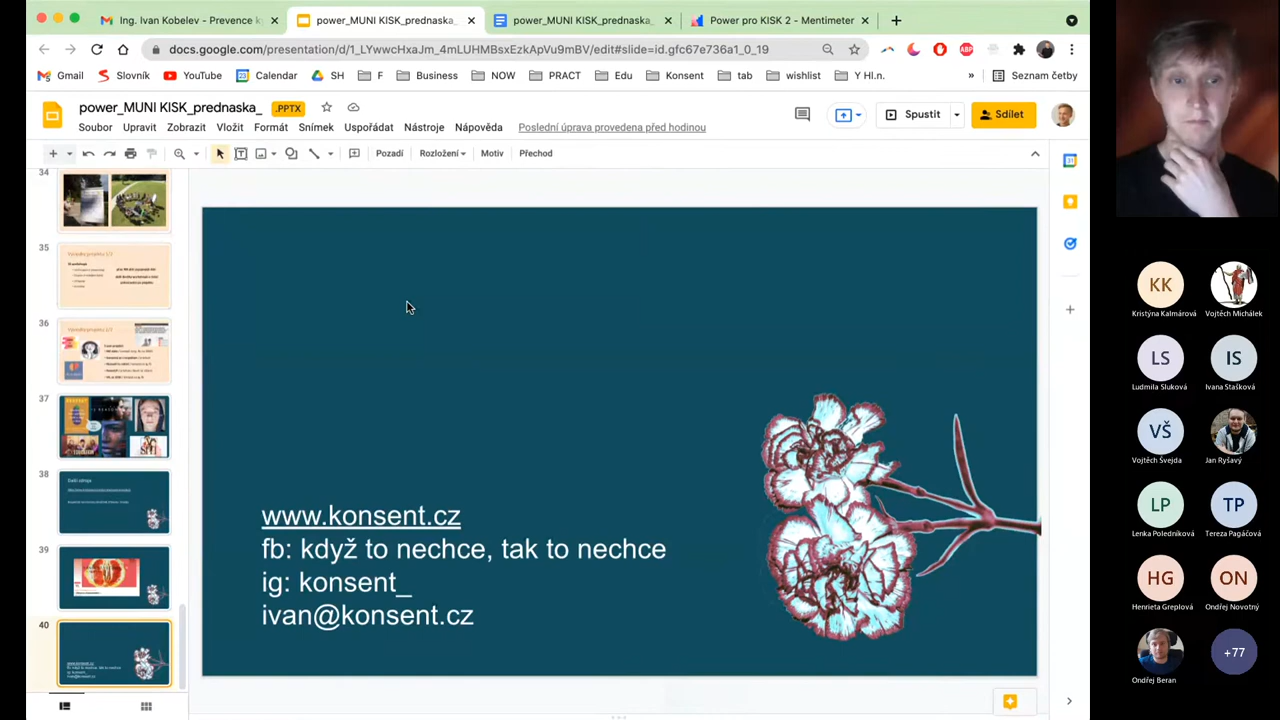 Ing. Ivan Kobelev - Prevence k
power_MUNI KISK_prednaska_
power_MUNI KISK_prednaska_
Power pro KISK 2 - Mentimeter
docs.google.com/presentation/d/1_LYwwcHxaJm_4mLUHMBsXzEzkApVu9mBV/edit#slide=id.gfc67e736a1_0_19
Gmail
Slovník
YouTube
Calendar
SH
F
Business
NOW
PRACT
Edu
Konsent
tab
wishlist
Y HI.n.
»
Seznam četby
power_MUNI KISK_prednaska_
.PPTX
Soubor
Upravit
Zobrazit
Vložit
Formát
Snímek
Uspořádat
Nástroje
Nápověda
Poslední úprava provedena před hodinou
Spustit
Sdílet
Pozadí
Rozložení
Motiv
Přechod
34
35
36
37
38
Další zdroje
39
40
www.konsent.cz
fb: když to nechce, tak to nechce
ig: konsent_
ivan@konsent.cz
KK
Kristýna Kalmárová
Vojtěch Michálek
LS
Ludmila Sluková
IS
Ivana Stašková
VŠ
Vojtěch Švejda
Jan Ryšavý
LP
Lenka Poledníková
TP
Tereza Pagáčová
HG
Henrieta Greplová
ON
Ondřej Novotný
Ondřej Beran
+77